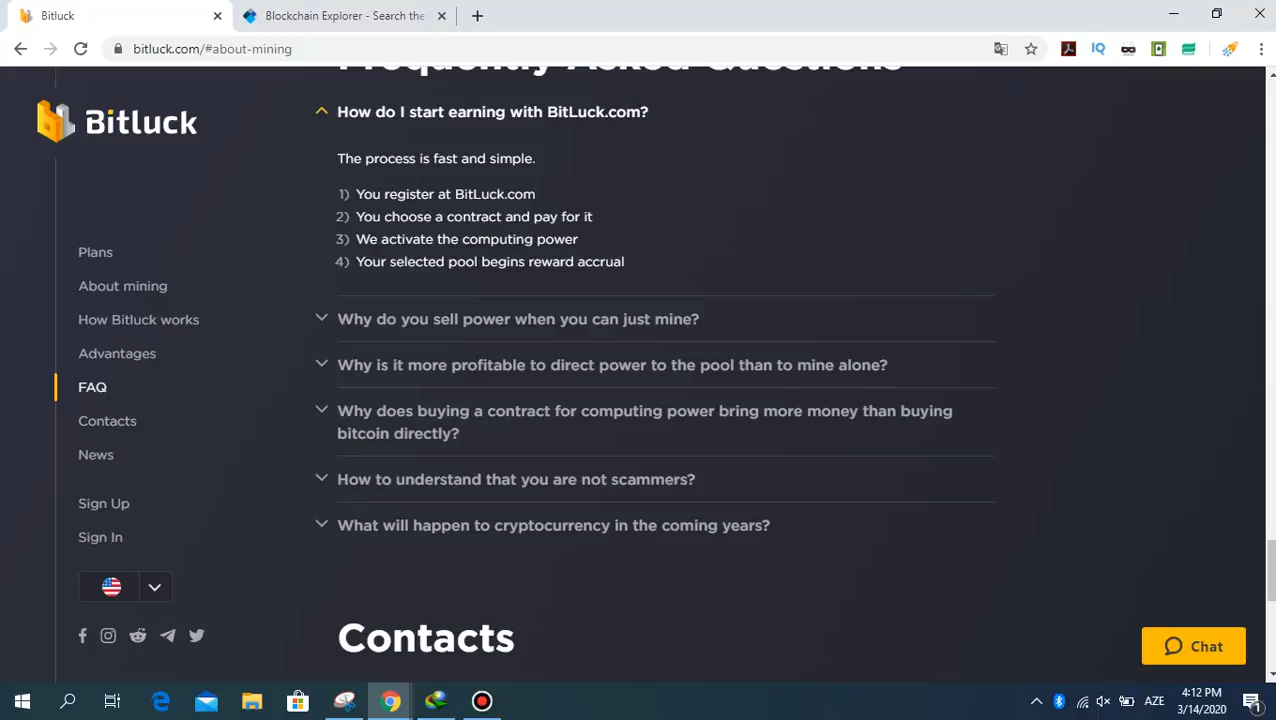 Bitluck
Blockchain Explorer - Search the
bitluck.com/#about-mining
Frequently Asked Questions
Bitluck
How do I start earning with BitLuck.com?
The process is fast and simple.
1) You register at BitLuck.com
2) You choose a contract and pay for it
3) We activate the computing power
4) Your selected pool begins reward accrual
Why do you sell power when you can just mine?
Why is it more profitable to direct power to the pool than to mine alone?
Why does buying a contract for computing power bring more money than buying
bitcoin directly?
How to understand that you are not scammers?
What will happen to cryptocurrency in the coming years?
Contacts
Plans
About mining
How Bitluck works
Advantages
FAQ
Contacts
News
Sign Up
Sign In
Chat
AZE
4:12 PM
3/14/2020